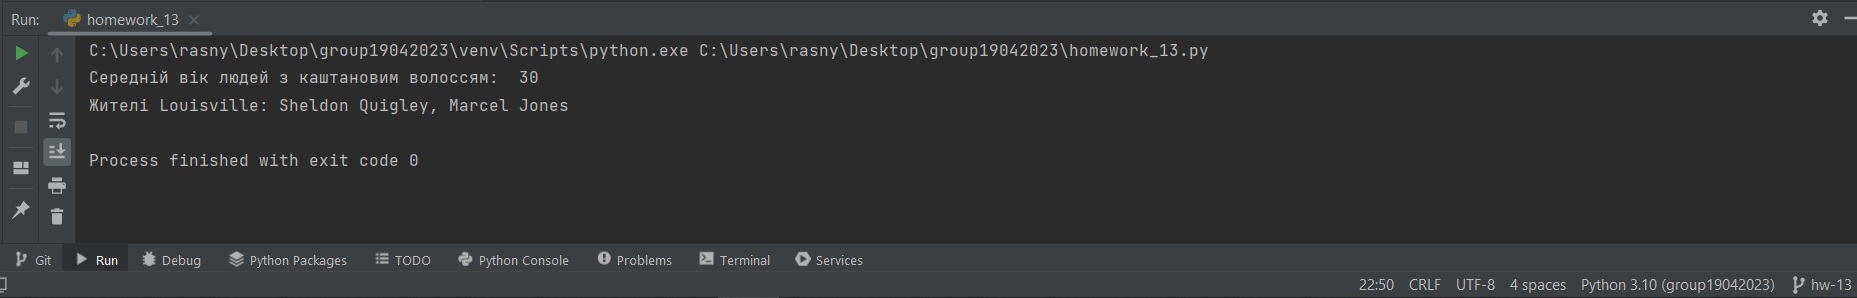 Run: homework_13
C:\Users\rasny\Desktop\group19042023\venv\Scripts\python.exe C:\Users\rasny\Desktop\group19042023\homework_13.py
Середній вік людей з каштановим волоссям:  30
Жителі Louisville: Sheldon Quigley, Marcel Jones
Process finished with exit code 0
Git Run Debug Python Packages TODO Python Console Problems Terminal Services
22:50 CRLF UTF-8 4 spaces Python 3.10 (group19042023) hw-13